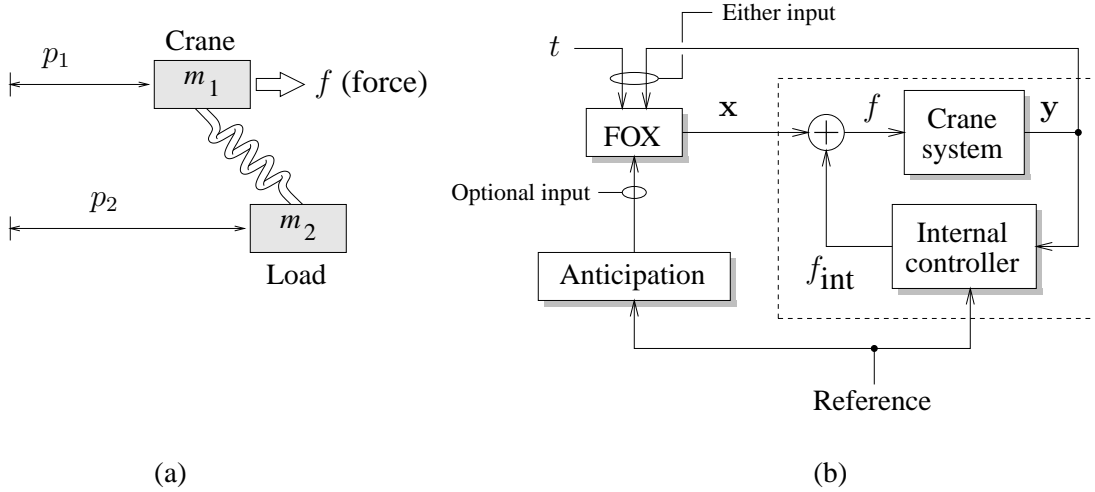 Crane
p1
m1
f (force)
p2
m2
Load
(a)
Either input
t
FOX
x
f
Crane
system
y
Optional input
Anticipation
fint
Internal
controller
Reference
(b)